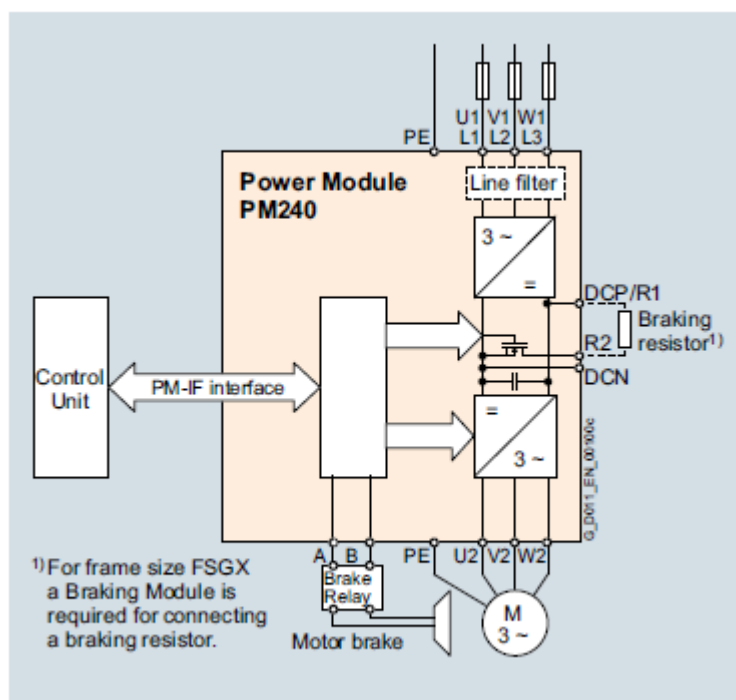 U1 V1 W1
PE L1 L2 L3
Power Module
PM240
Line filter
3 ~
=
DCP/R1
Braking
resistor1)
R2
DCN
Control
Unit
PM-IF interface
=
3 ~
G_D011_EN_00100c
A B PE U2 V2 W2
Brake
Relay
Motor brake
M
3 ~
1) For frame size FSGX
a Braking Module is
required for connecting
a braking resistor.